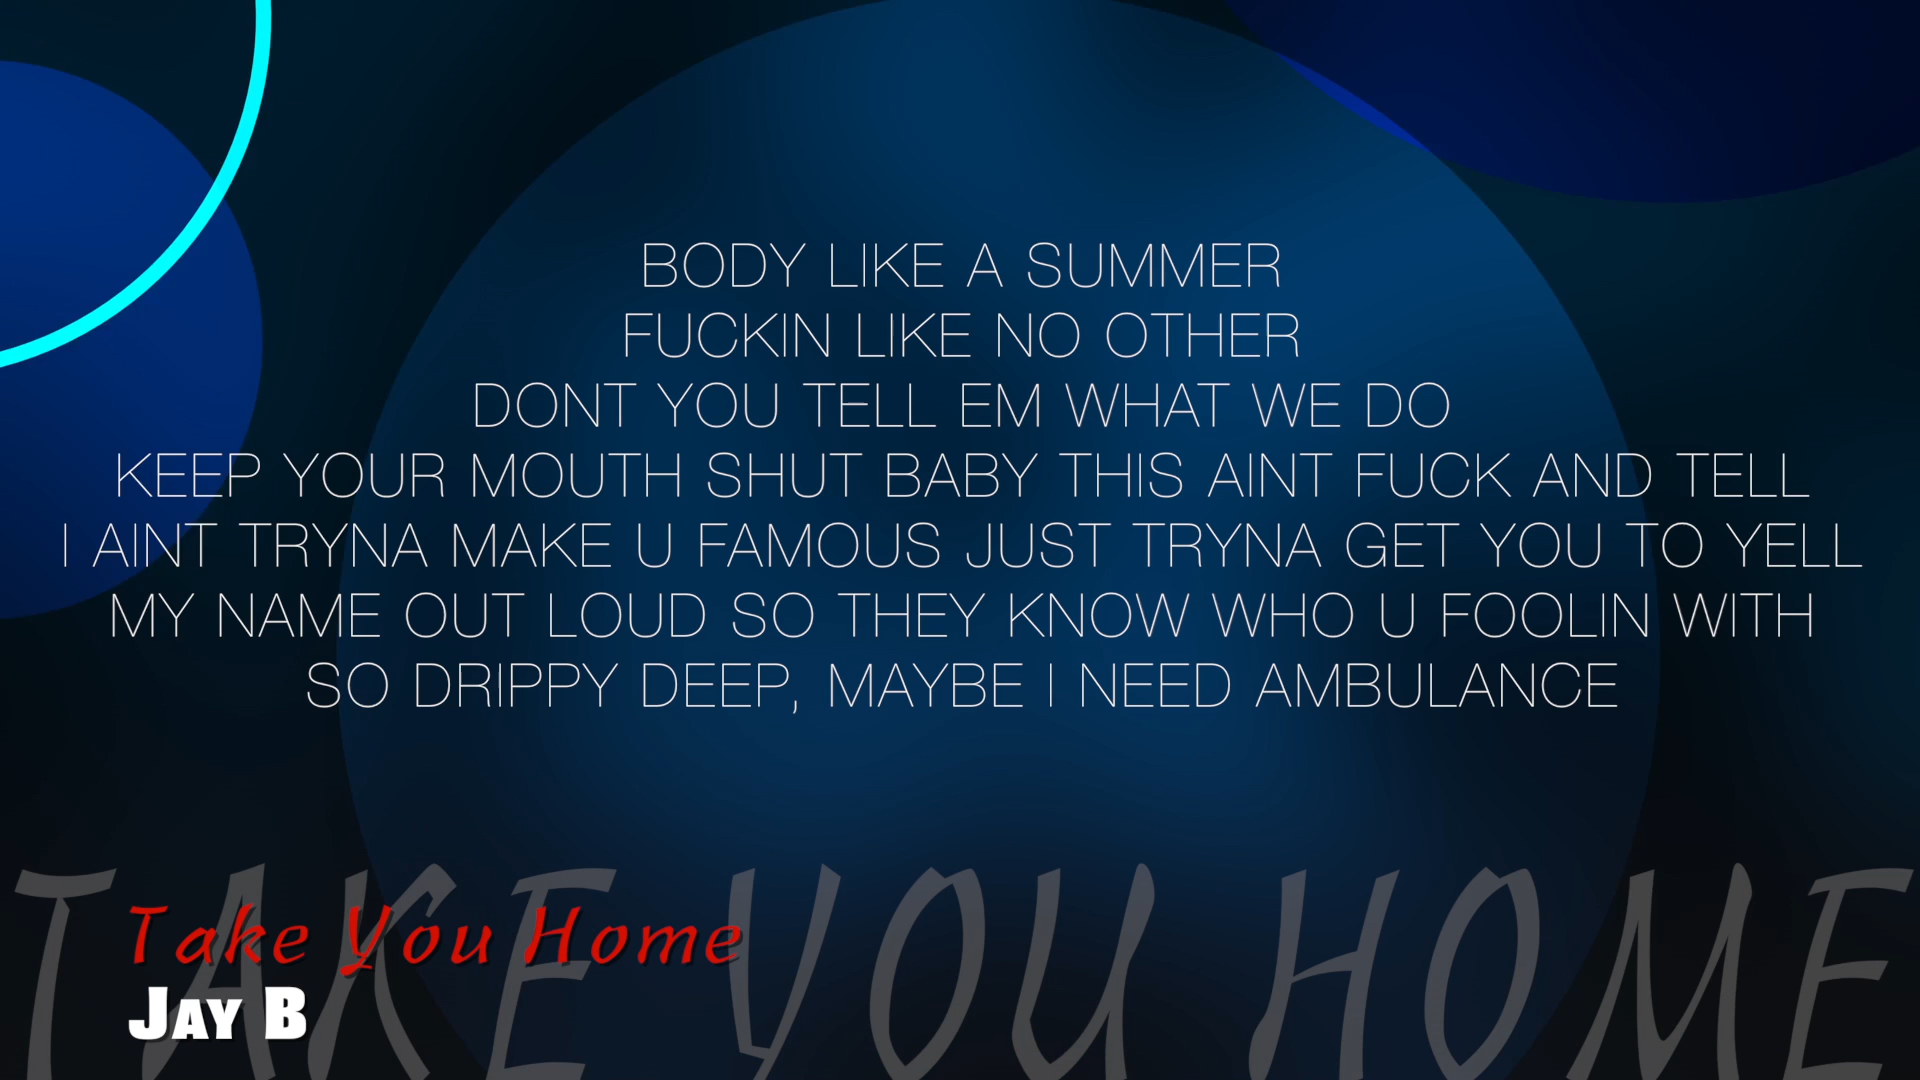 BODY LIKE A SUMMER
FUCKIN LIKE NO OTHER
DONT YOU TELL EM WHAT WE DO
KEEP YOUR MOUTH SHUT BABY THIS AINT FUCK AND TELL
I AINT TRYNA MAKE U FAMOUS JUST TRYNA GET YOU TO YELL
MY NAME OUT LOUD SO THEY KNOW WHO U FOOLIN WITH
SO DRIPPY DEEP, MAYBE I NEED AMBULANCE
TAKE YOU HOME
Take You Home
JAY B